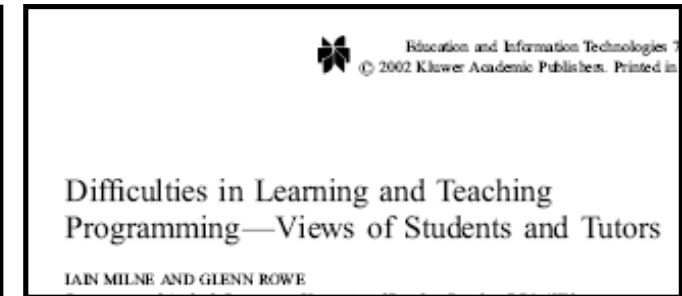 Education and Information Technologies 7
© 2002 Kluwer Academic Publishers. Printed in
Difficulties in Learning and Teaching
Programming—Views of Students and Tutors
IAIN MILNE AND GLENN ROWE